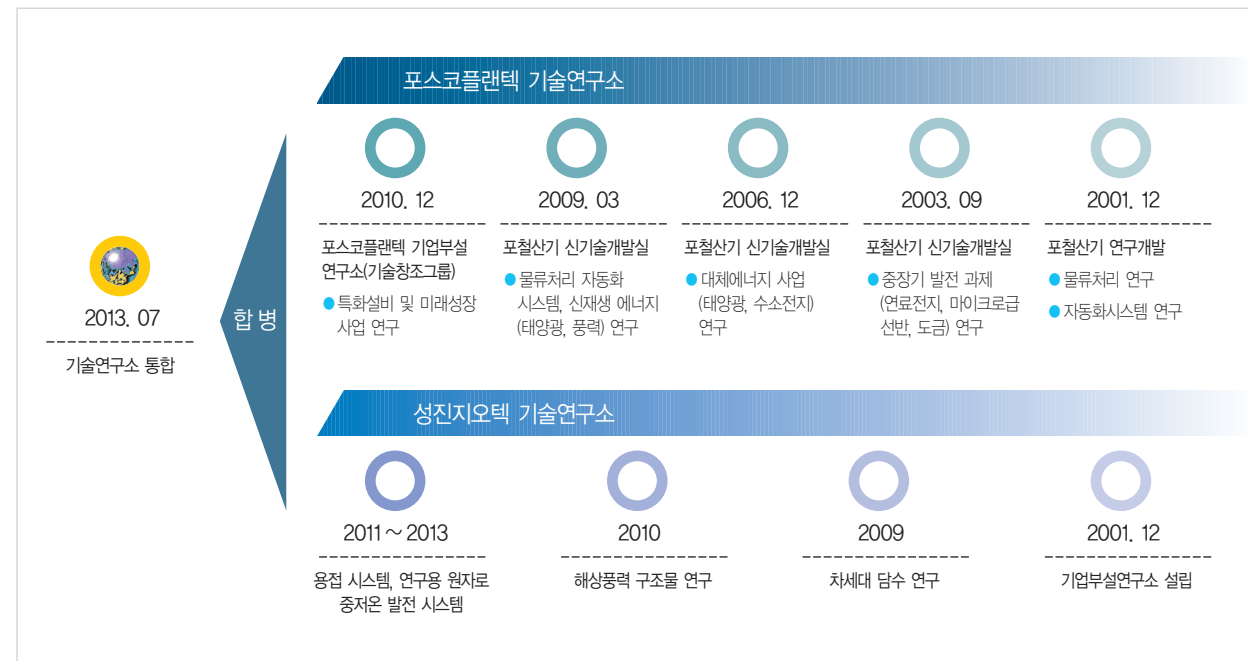 포스코플랜텍 기술연구소
2010. 12
포스코플랜텍 기업부설
연구소(기술창조그룹)
특화설비 및 미래성장
사업 연구
2009. 03
포철산기 신기술개발실
물류처리 자동화
시스템, 신재생 에너지
(태양광, 풍력) 연구
2006. 12
포철산기 신기술개발실
대체에너지 사업
(태양광, 수소전지)
연구
2003. 09
포철산기 신기술개발실
중장기 발전 과제
(연료전지, 마이크로급
선반, 도금) 연구
2001. 12
포철산기 연구개발
물류처리 연구
자동화시스템 연구
2013. 07
기술연구소 통합
합병
성진지오텍 기술연구소
2011~2013
용접 시스템, 연구용 원자로
중저온 발전 시스템
2010
해상풍력 구조물 연구
2009
차세대 담수 연구
2001. 12
기업부설연구소 설립